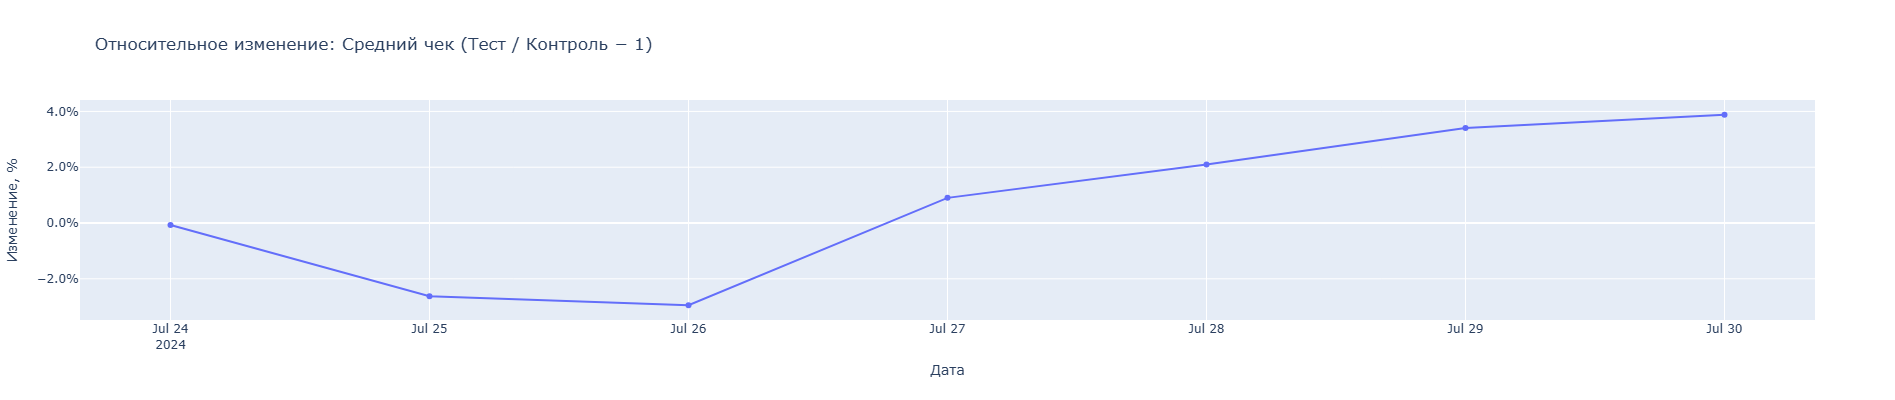 Относительное изменение: Средний чек (Тест / Контроль − 1)
4.0%
2.0%
0.0%
−2.0%
Изменение, %
Jul 24
2024
Jul 25
Jul 26
Jul 27
Jul 28
Jul 29
Jul 30
Дата